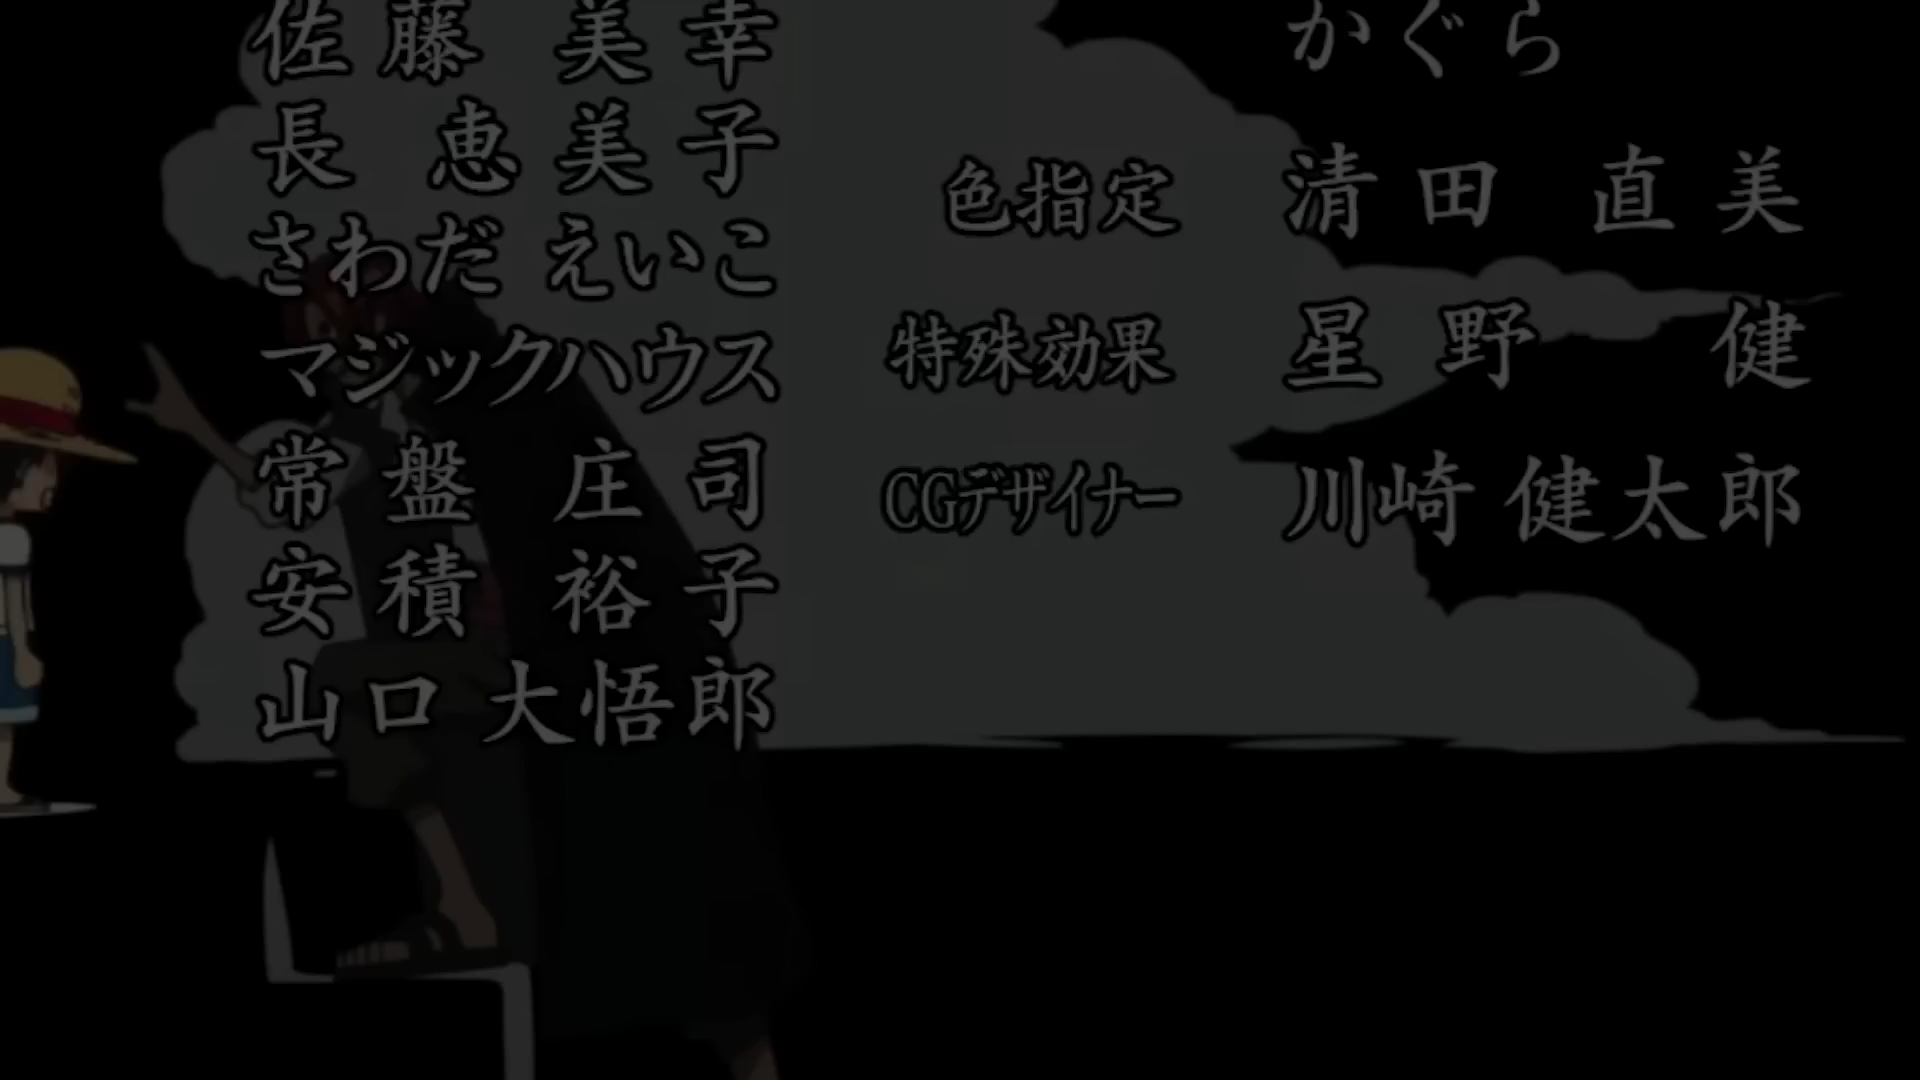 佐藤 美幸
長 恵美子
さわだ えいこ
マジックハウス
常盤 庄司
安積 裕子
山口 大悟郎
かぐら
色指定 清田 直美
特殊効果 星野 健
CGデザイナー 川崎 健太郎